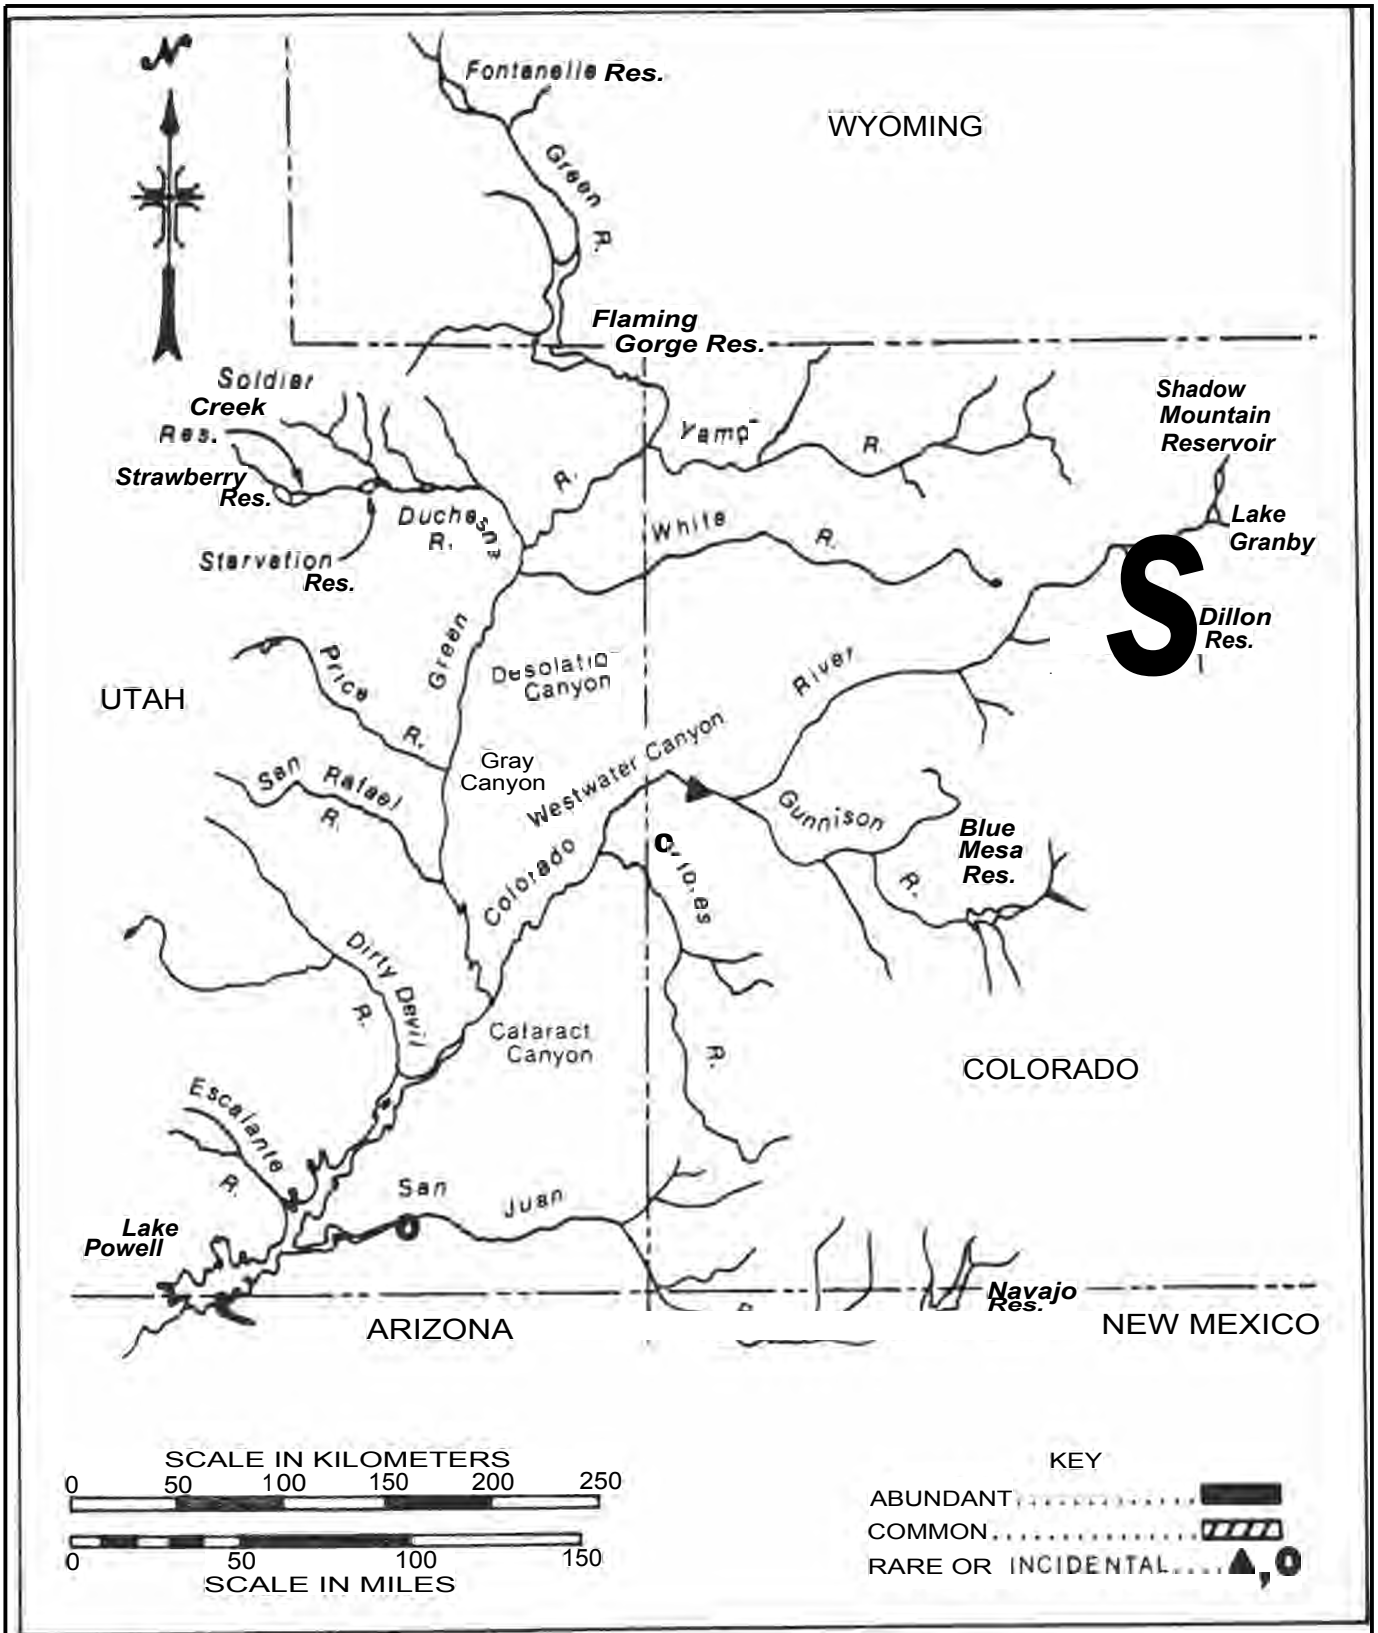 N
Fontenelle Res.
WYOMING
Green
R.
Flaming
Gorge Res.
Soldier
Creek
Res.
Strawberry
Res.
Duchesne
R.
Starvation
Res.
R.
R.
White
R.
Shadow
Mountain
Reservoir
Lake
Granby
S
Dillon
Res.
UTAH
Price
R.
Green
Canyon
River
Gray
Canyon
Westwater Canyon
San Rafael
R.
Colorado
Gunnison
R.
Blue
Mesa
Res.
Dirty Devil
R.
Cataract
Canyon
R.
COLORADO
Escalante
R.
San Juan
Lake
Powell
Navajo
Res.
ARIZONA
NEW MEXICO
SCALE IN KILOMETERS
0 50 100 150 200 250
0 50 100 150
SCALE IN MILES
KEY
ABUNDANT
COMMON
RARE OR INCIDENTAL